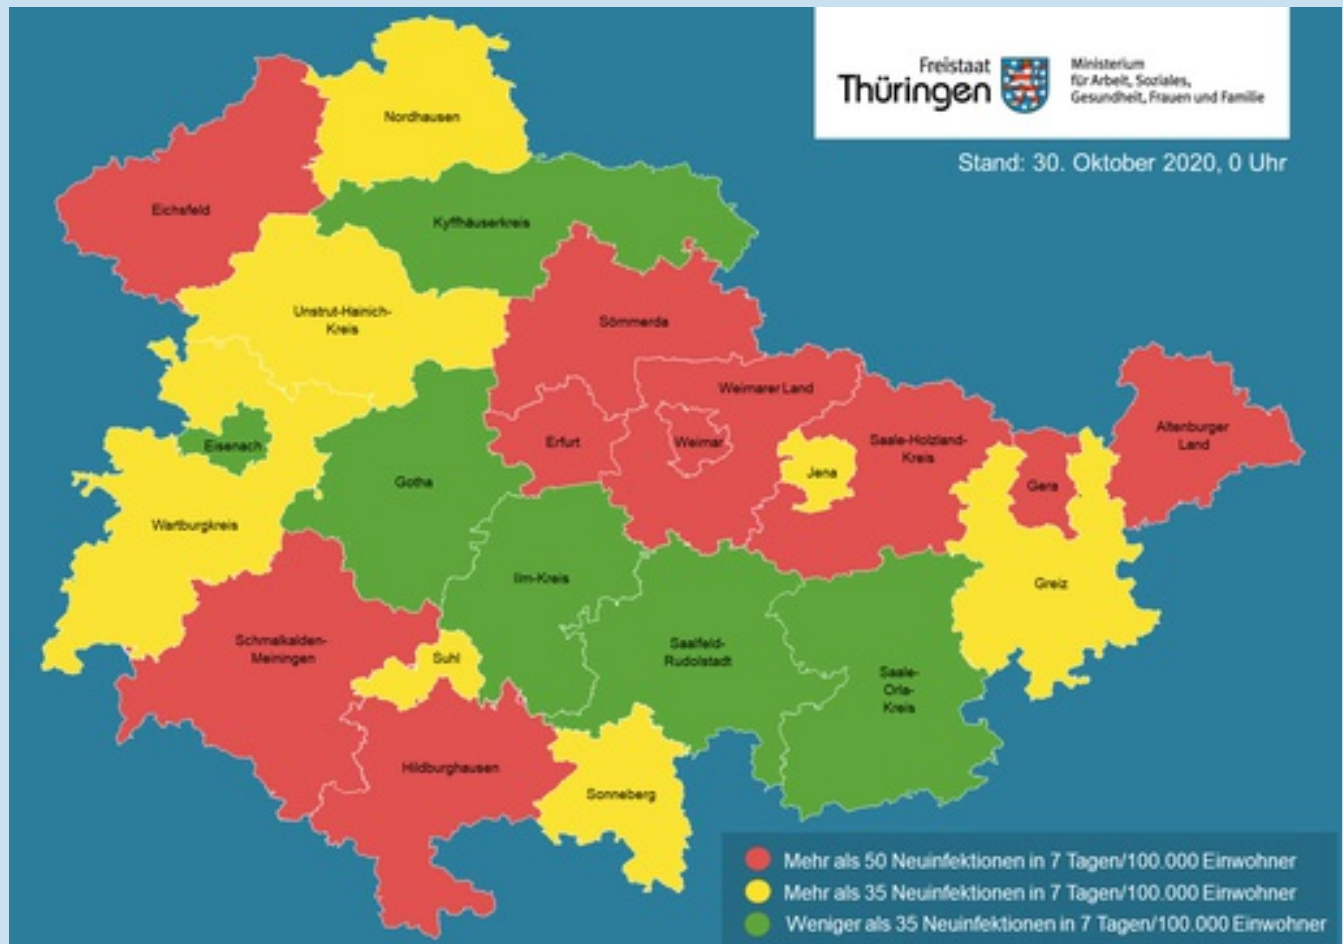 Freistaat
Thüringen
Ministerium
für Arbeit, Soziales,
Gesundheit, Frauen und Familie
Stand: 30. Oktober 2020, 0 Uhr
Nordhausen
Eichsfeld
Kyffhäuserkreis
Unstrut-Hainich-
Kreis
Sömmerda
Weimarer Land
Eisenach
Erfurt
Weimar
Saale-Holzland-
Kreis
Altenburger
Land
Gotha
Jena
Gera
Wartburgkreis
Ilm-Kreis
Greiz
Schmalkalden-
Meiningen
Suhl
Saalfeld-
Rudolstadt
Saale-
Orla-
Kreis
Hildburghausen
Sonneberg
Mehr als 50 Neuinfektionen in 7 Tagen/100.000 Einwohner
Mehr als 35 Neuinfektionen in 7 Tagen/100.000 Einwohner
Weniger als 35 Neuinfektionen in 7 Tagen/100.000 Einwohner